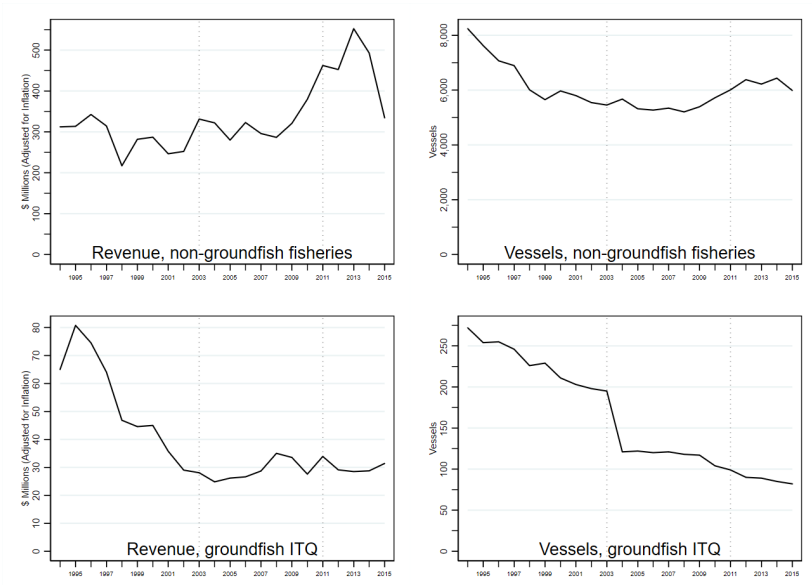 $ Millions (Adjusted for Inflation)
0 100 200 300 400 500
Revenue, non-groundfish fisheries
1995 1997 1999 2001 2003 2005 2007 2009 2011 2013 2015
Vessels
0 2,000 4,000 6,000 8,000
Vessels, non-groundfish fisheries
1995 1997 1999 2001 2003 2005 2007 2009 2011 2013 2015
$ Millions (Adjusted for Inflation)
0 10 20 30 40 50 60 70 80
Revenue, groundfish ITQ
1995 1997 1999 2001 2003 2005 2007 2009 2011 2013 2015
Vessels
0 50 100 150 200 250
Vessels, groundfish ITQ
1995 1997 1999 2001 2003 2005 2007 2009 2011 2013 2015